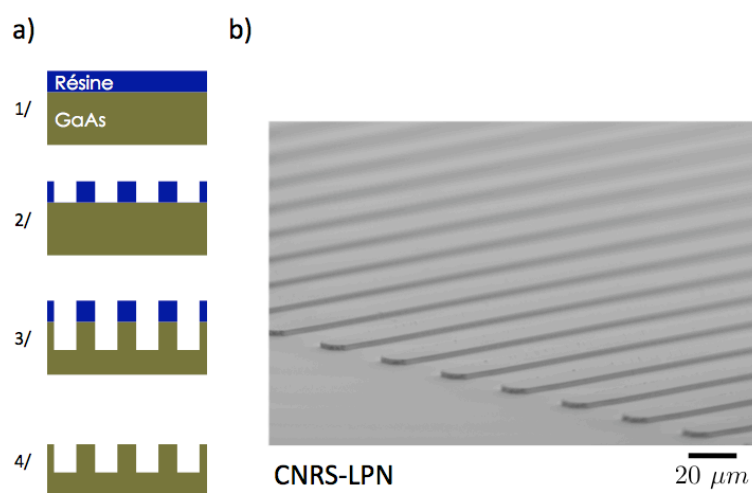 a)
b)
1/
Résine
GaAs
2/
3/
4/
CNRS-LPN
20 μm